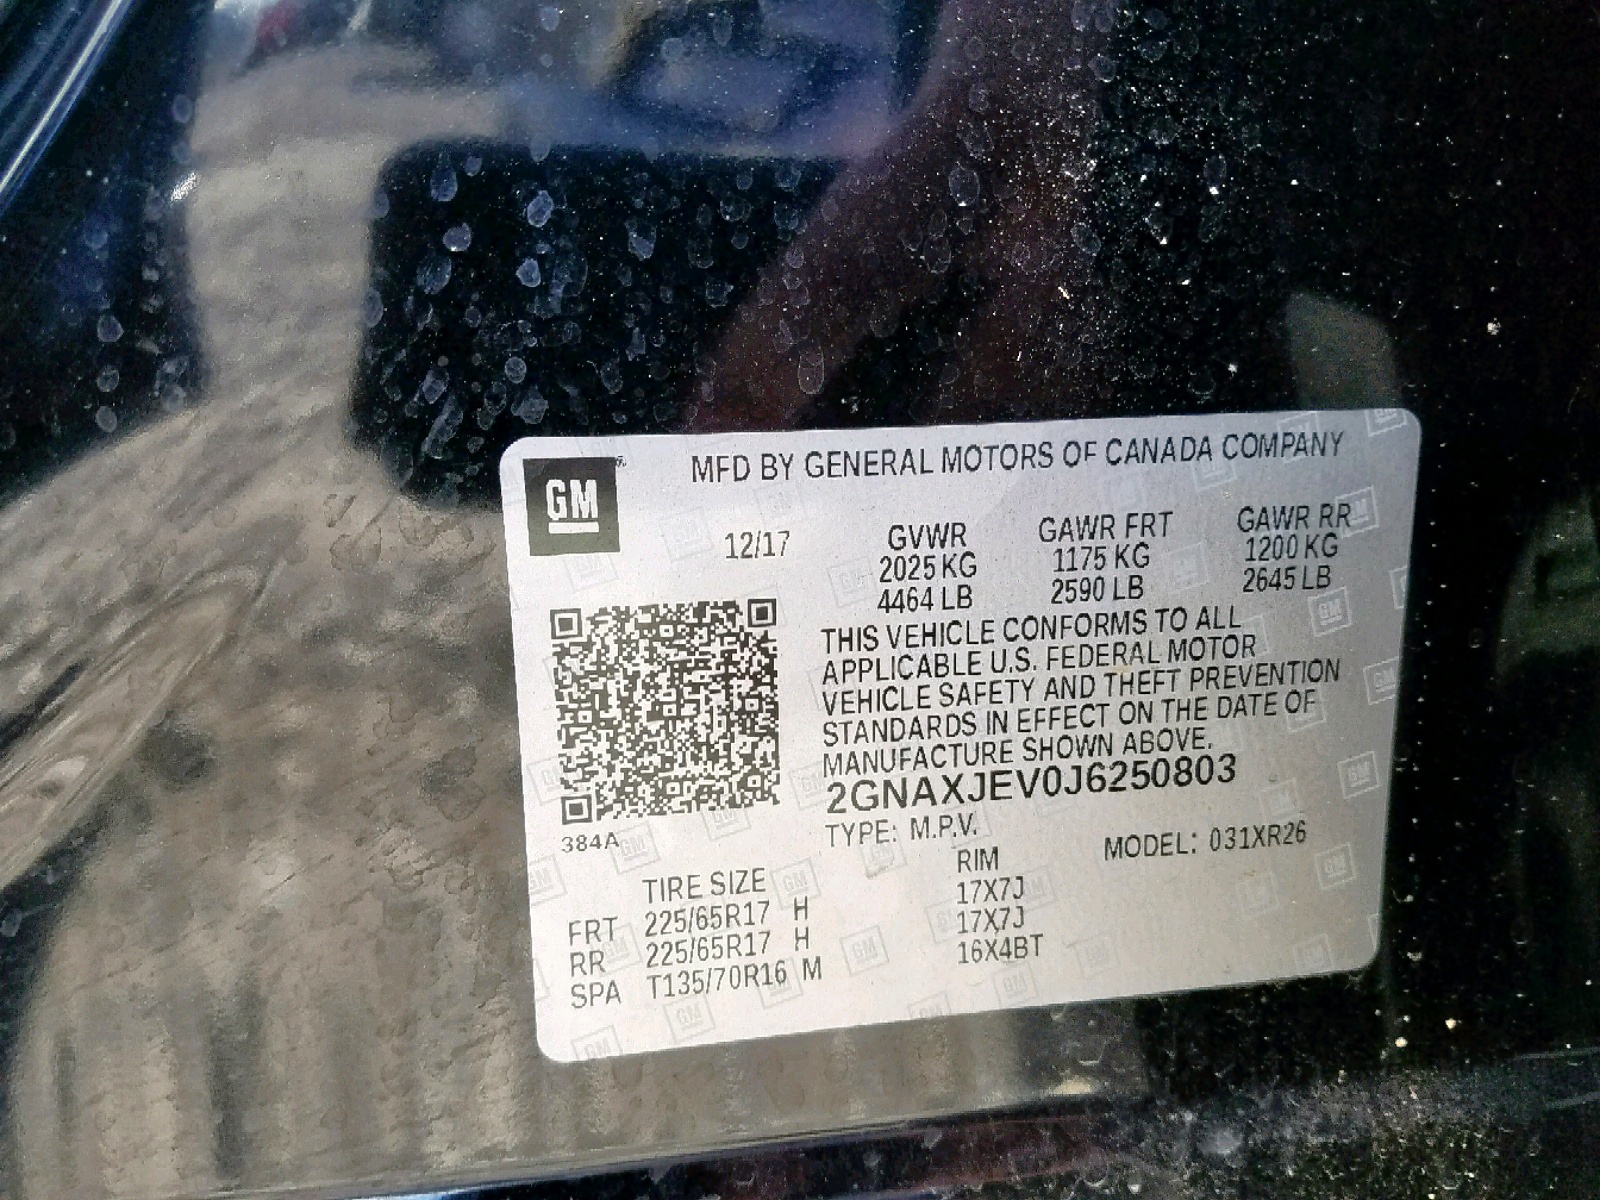 GM
MFD BY GENERAL MOTORS OF CANADA COMPANY
12/17
GVWR GAWR FRT GAWR RR
2025 KG 1175 KG 1200 KG
4464 LB 2590 LB 2645 LB
THIS VEHICLE CONFORMS TO ALL
APPLICABLE U.S. FEDERAL MOTOR
VEHICLE SAFETY AND THEFT PREVENTION
STANDARDS IN EFFECT ON THE DATE OF
MANUFACTURE SHOWN ABOVE.
2GNAXJEV0J6250803
384A
TYPE: M.P.V. MODEL: 031XR26
TIRE SIZE RIM
FRT 225/65R17 H 17X7J
RR 225/65R17 H 17X7J
SPA T135/70R16 M 16X4BT